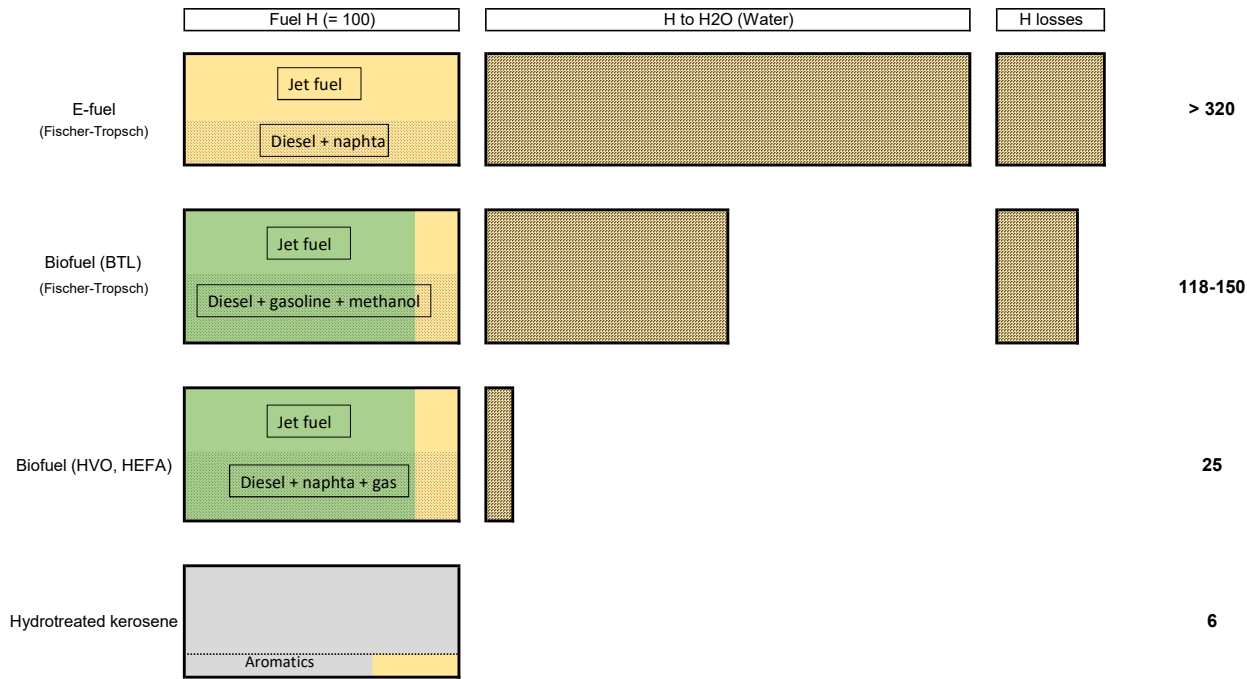 Fuel H (= 100)
H to H2O (Water)
H losses
E-fuel
(Fischer-Tropsch)
Jet fuel
Diesel + naphta
> 320
Biofuel (BTL)
(Fischer-Tropsch)
Jet fuel
Diesel + gasoline + methanol
118-150
Biofuel (HVO, HEFA)
Jet fuel
Diesel + naphta + gas
25
Hydrotreated kerosene
Aromatics
6